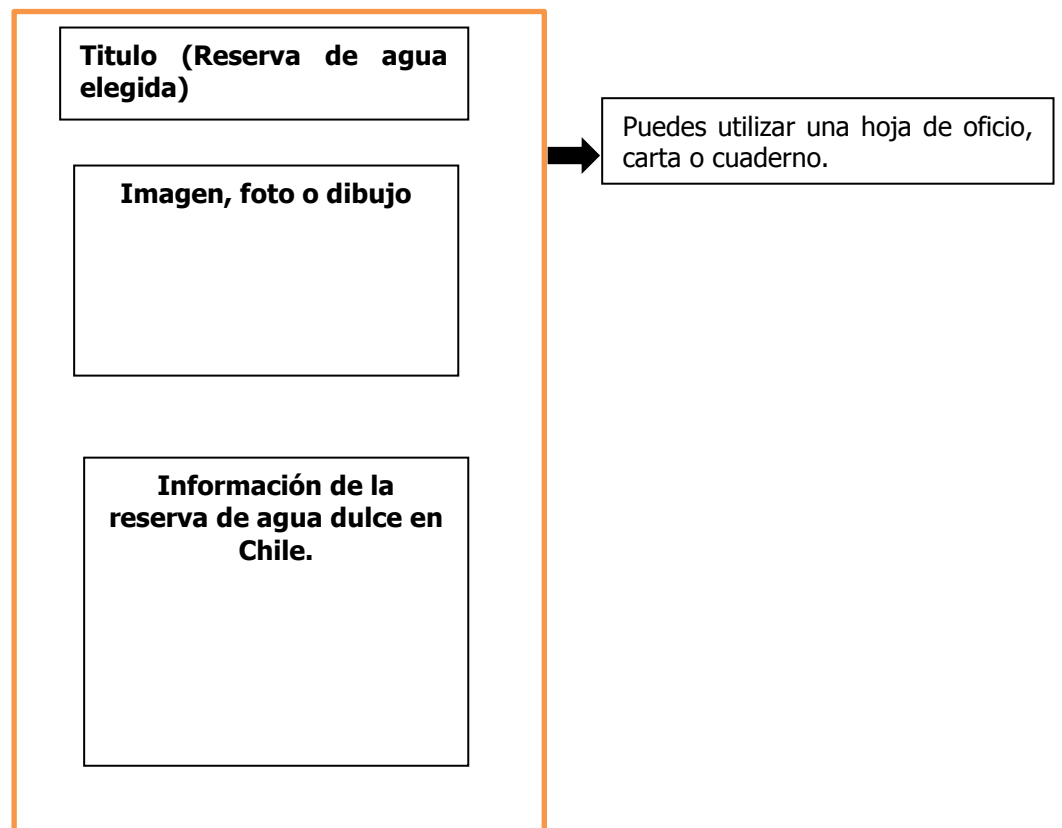 Titulo (Reserva de agua
elegida)
Puedes utilizar una hoja de oficio,
carta o cuaderno.
Imagen, foto o dibujo
Información de la
reserva de agua dulce en
Chile.